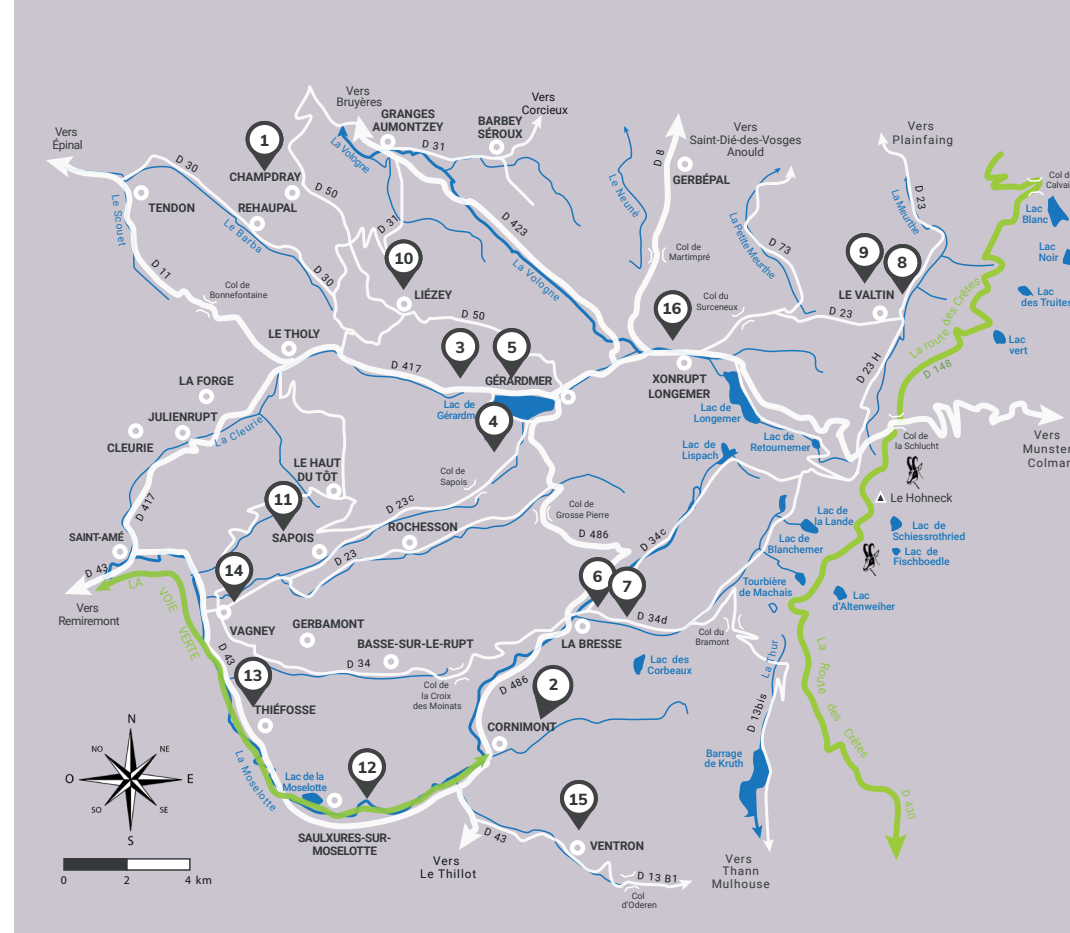 Vers
Épinal
Vers
Bruyères
GRANGES
AUMONTZEY
BARBEY
SÉROUX
Vers
Corcieux
D 31
La Vologne
1
CHAMPDRAY
D 30
D 50
REHAUPAL
TENDON
Le Scouet
Le Barba
D 11
D 30
D 31
10
LIÉZEY
D 50
D 423
La Vologne
Col de
Bonnefontaine
LE THOLY
D 8
GERBÉPAL
Le Neuné
Col de
Martimpré
Vers
Saint-Dié-des-Vosges
Anould
La Petite Meurthe
D 73
Vers
Plainfaing
D 23
La Meurthe
9
8
LE VALTIN
D 23
D 23 H
Col du
Surceneux
16
XONRUPT
LONGEMER
Lac
Blanc
Lac
Noir
Lac
des Truites
Lac
vert
La route des Crêtes
D 148
3
5
GÉRARDMER
D 417
Lac de
4
LA FORGE
JULIENRUPT
CLEURIE
La Cleurie
LE HAUT
DU TÔT
11
SAPOIS
D 417
SAINT-AMÉ
D 43
Vers
Remiremont
LA VOIE VERTE
14
VAGNEY
D 23c
D 23
ROCHESSON
Col de
Sapois
Col de
Grosse Pierre
D 486
D 34c
Lac de
Longemer
Lac de
Lispach
Lac de
Retournemer
Col de
la Schlucht
Vers
Le Hohneck
Lac de
la Lande
Lac de
Blanchemer
Lac de
Schiessrothried
Lac de
Fischboedle
Tourbière
de Machais
Lac
d'Altenweiher
D
6
7
D 34d
LA BRESSE
Col du
Bramont
La Thur
D 13bis
Barrage
de Kruth
Lac des
Corbeaux
GERBAMONT
BASSE-SUR-LE-RUPT
D 34
D 43
Col de
la Croix
des Moinats
D 486
2
CORNIMONT
13
THIÉFOSSE
La Moselotte
Lac de la
Moselotte
12
SAULXURES-SUR-
MOSELOTTE
15
VENTRON
D 43
D 13 B1
Col
d'Oderen
Vers
Le Thillot
Vers
Thann
Mulhouse
La Route des Crêtes
D 430
N
NO
NE
O
E
SO
SE
S
0
2
4 km